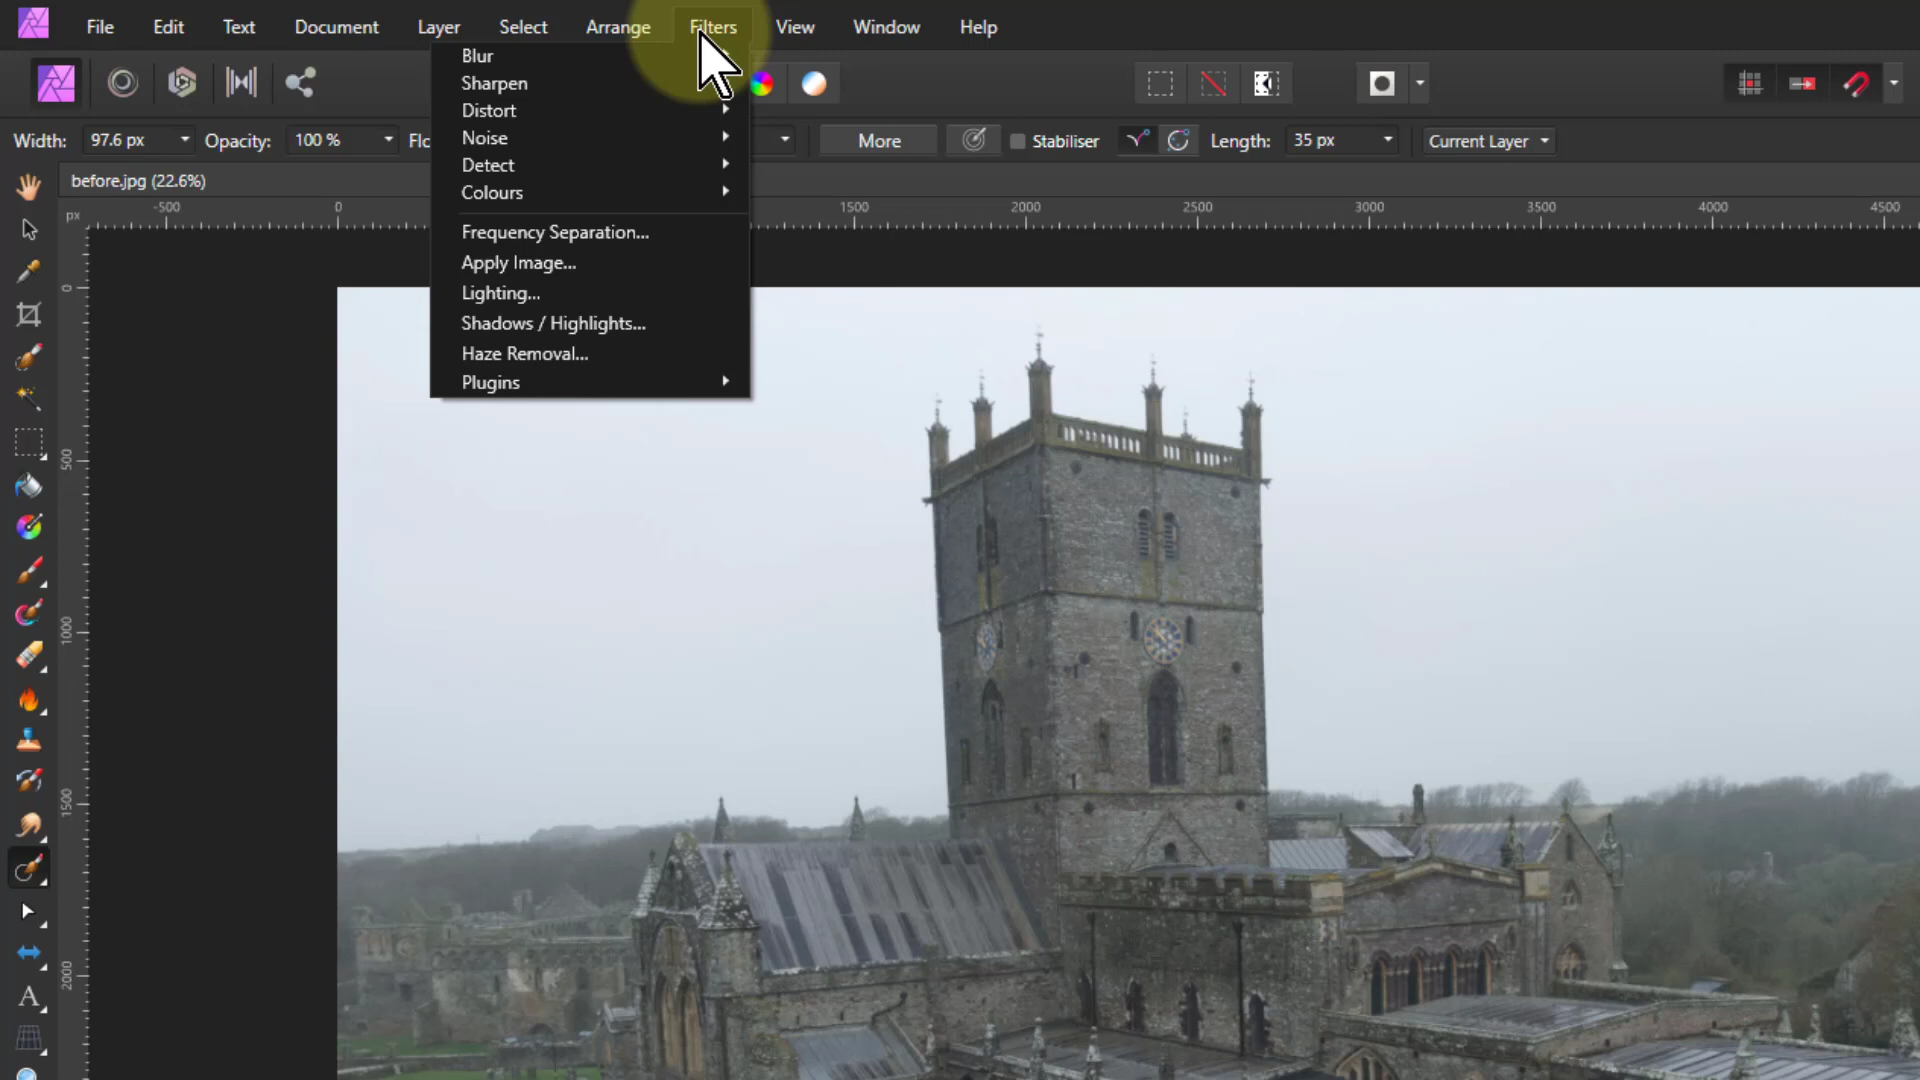 File Edit Text Document Layer Select Arrange Filters View Window Help
Blur
Sharpen
Distort
Noise
Detect
Colours
Frequency Separation...
Apply Image...
Lighting...
Shadows / Highlights...
Haze Removal...
Plugins
Width: 97.6 px Opacity: 100 % Flo More Stabiliser Length: 35 px Current Layer
before.jpg (22.6%)
px -500 0 1500 2000 2500 3000 3500 4000 4500
0
500
1000
1500
2000